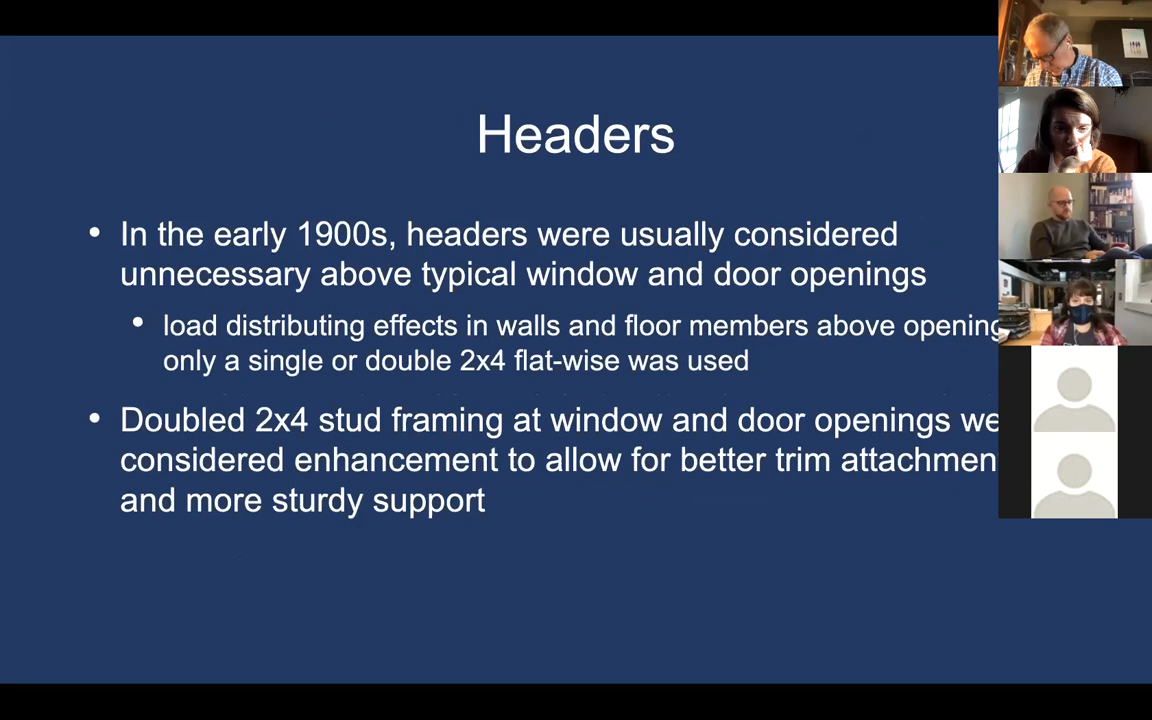 Headers
• In the early 1900s, headers were usually considered
unnecessary above typical window and door openings
• load distributing effects in walls and floor members above opening
only a single or double 2x4 flat-wise was used
• Doubled 2x4 stud framing at window and door openings we
considered enhancement to allow for better trim attachmen
and more sturdy support